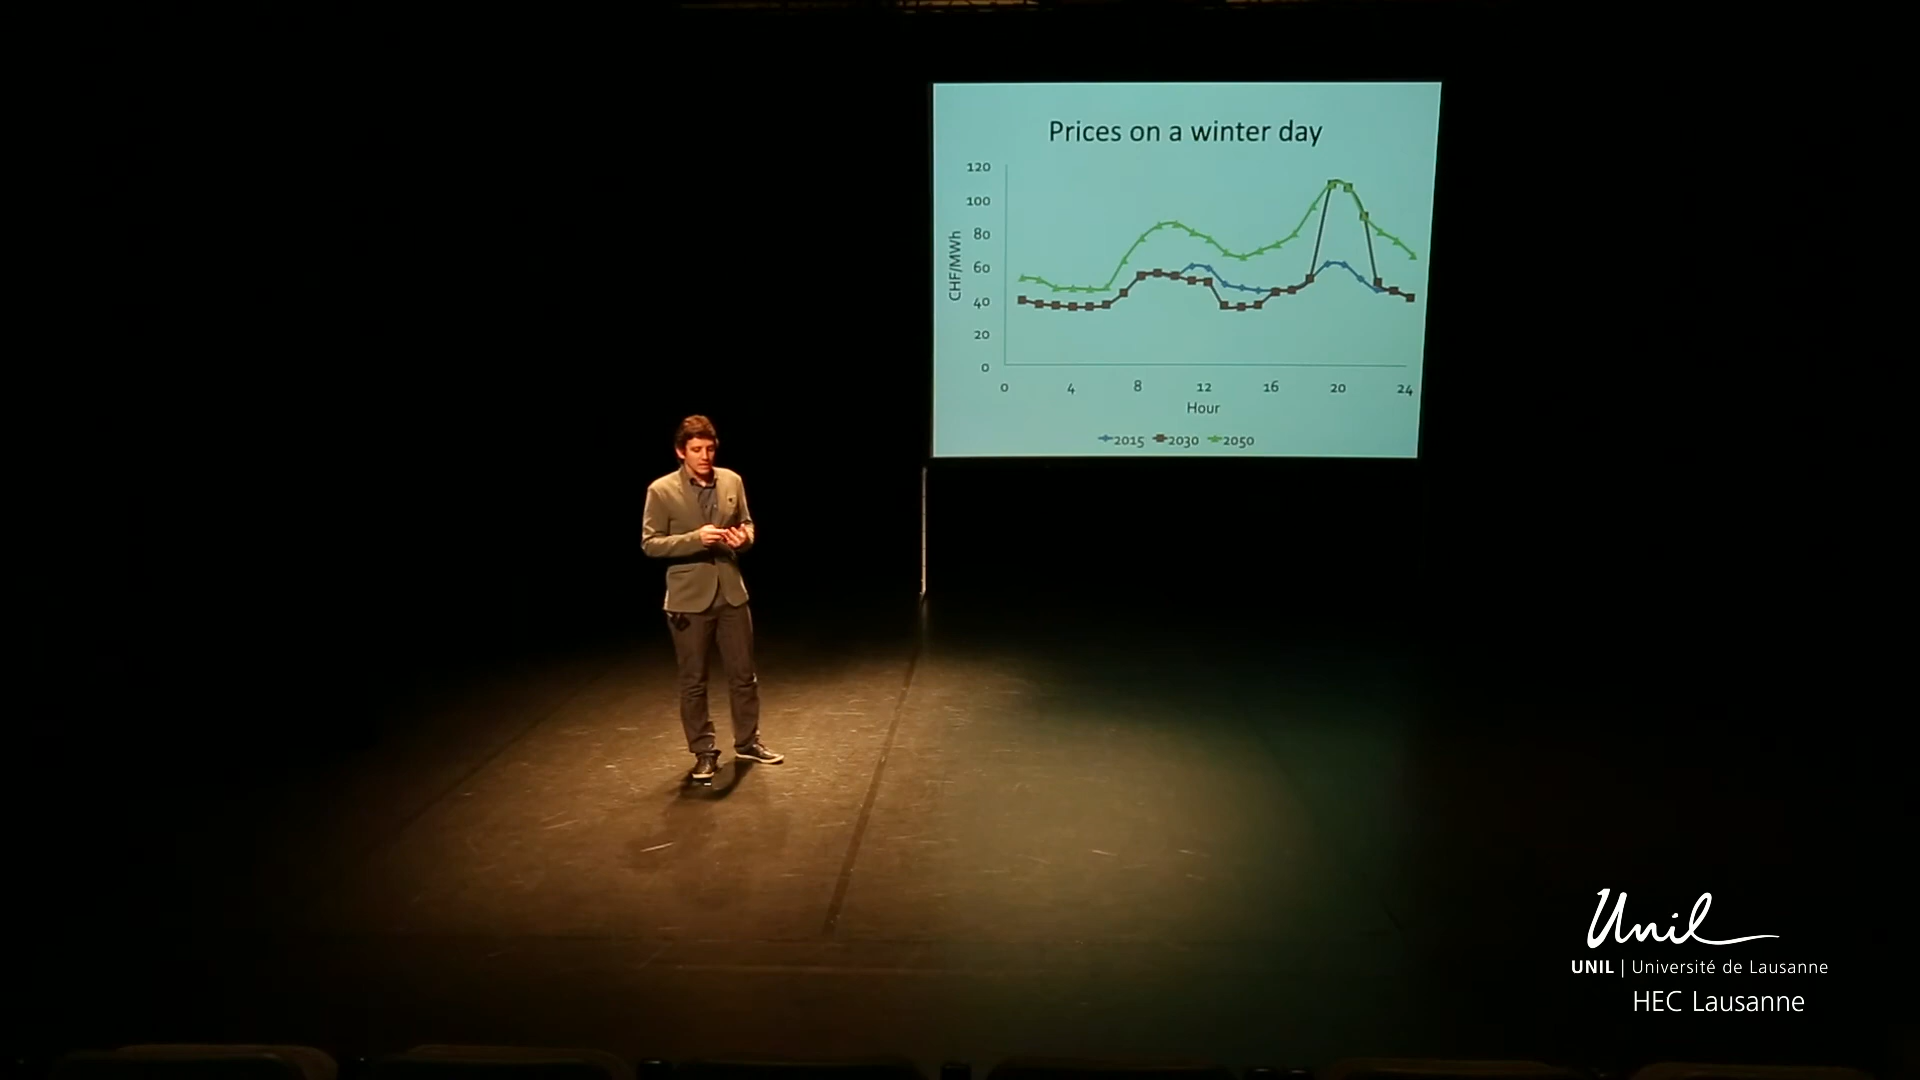 Prices on a winter day
120
100
80
60
40
20
0
CHF/MWh
0 4 8 12 16 20 24
Hour
2015 2030 2050
Unil
UNIL | Université de Lausanne
HEC Lausanne